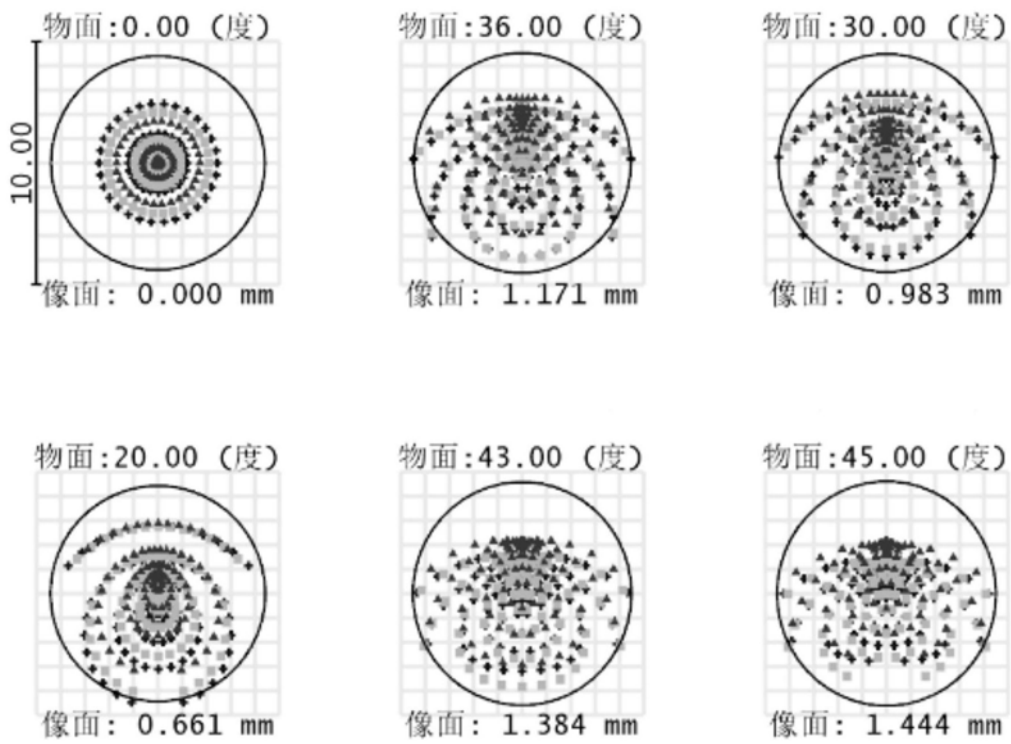 物面:0.00 (度)
物面:36.00 (度)
物面:30.00 (度)
10.00
像面: 0.000 mm
像面: 1.171 mm
像面: 0.983 mm
物面:20.00 (度)
物面:43.00 (度)
物面:45.00 (度)
像面: 0.661 mm
像面: 1.384 mm
像面: 1.444 mm